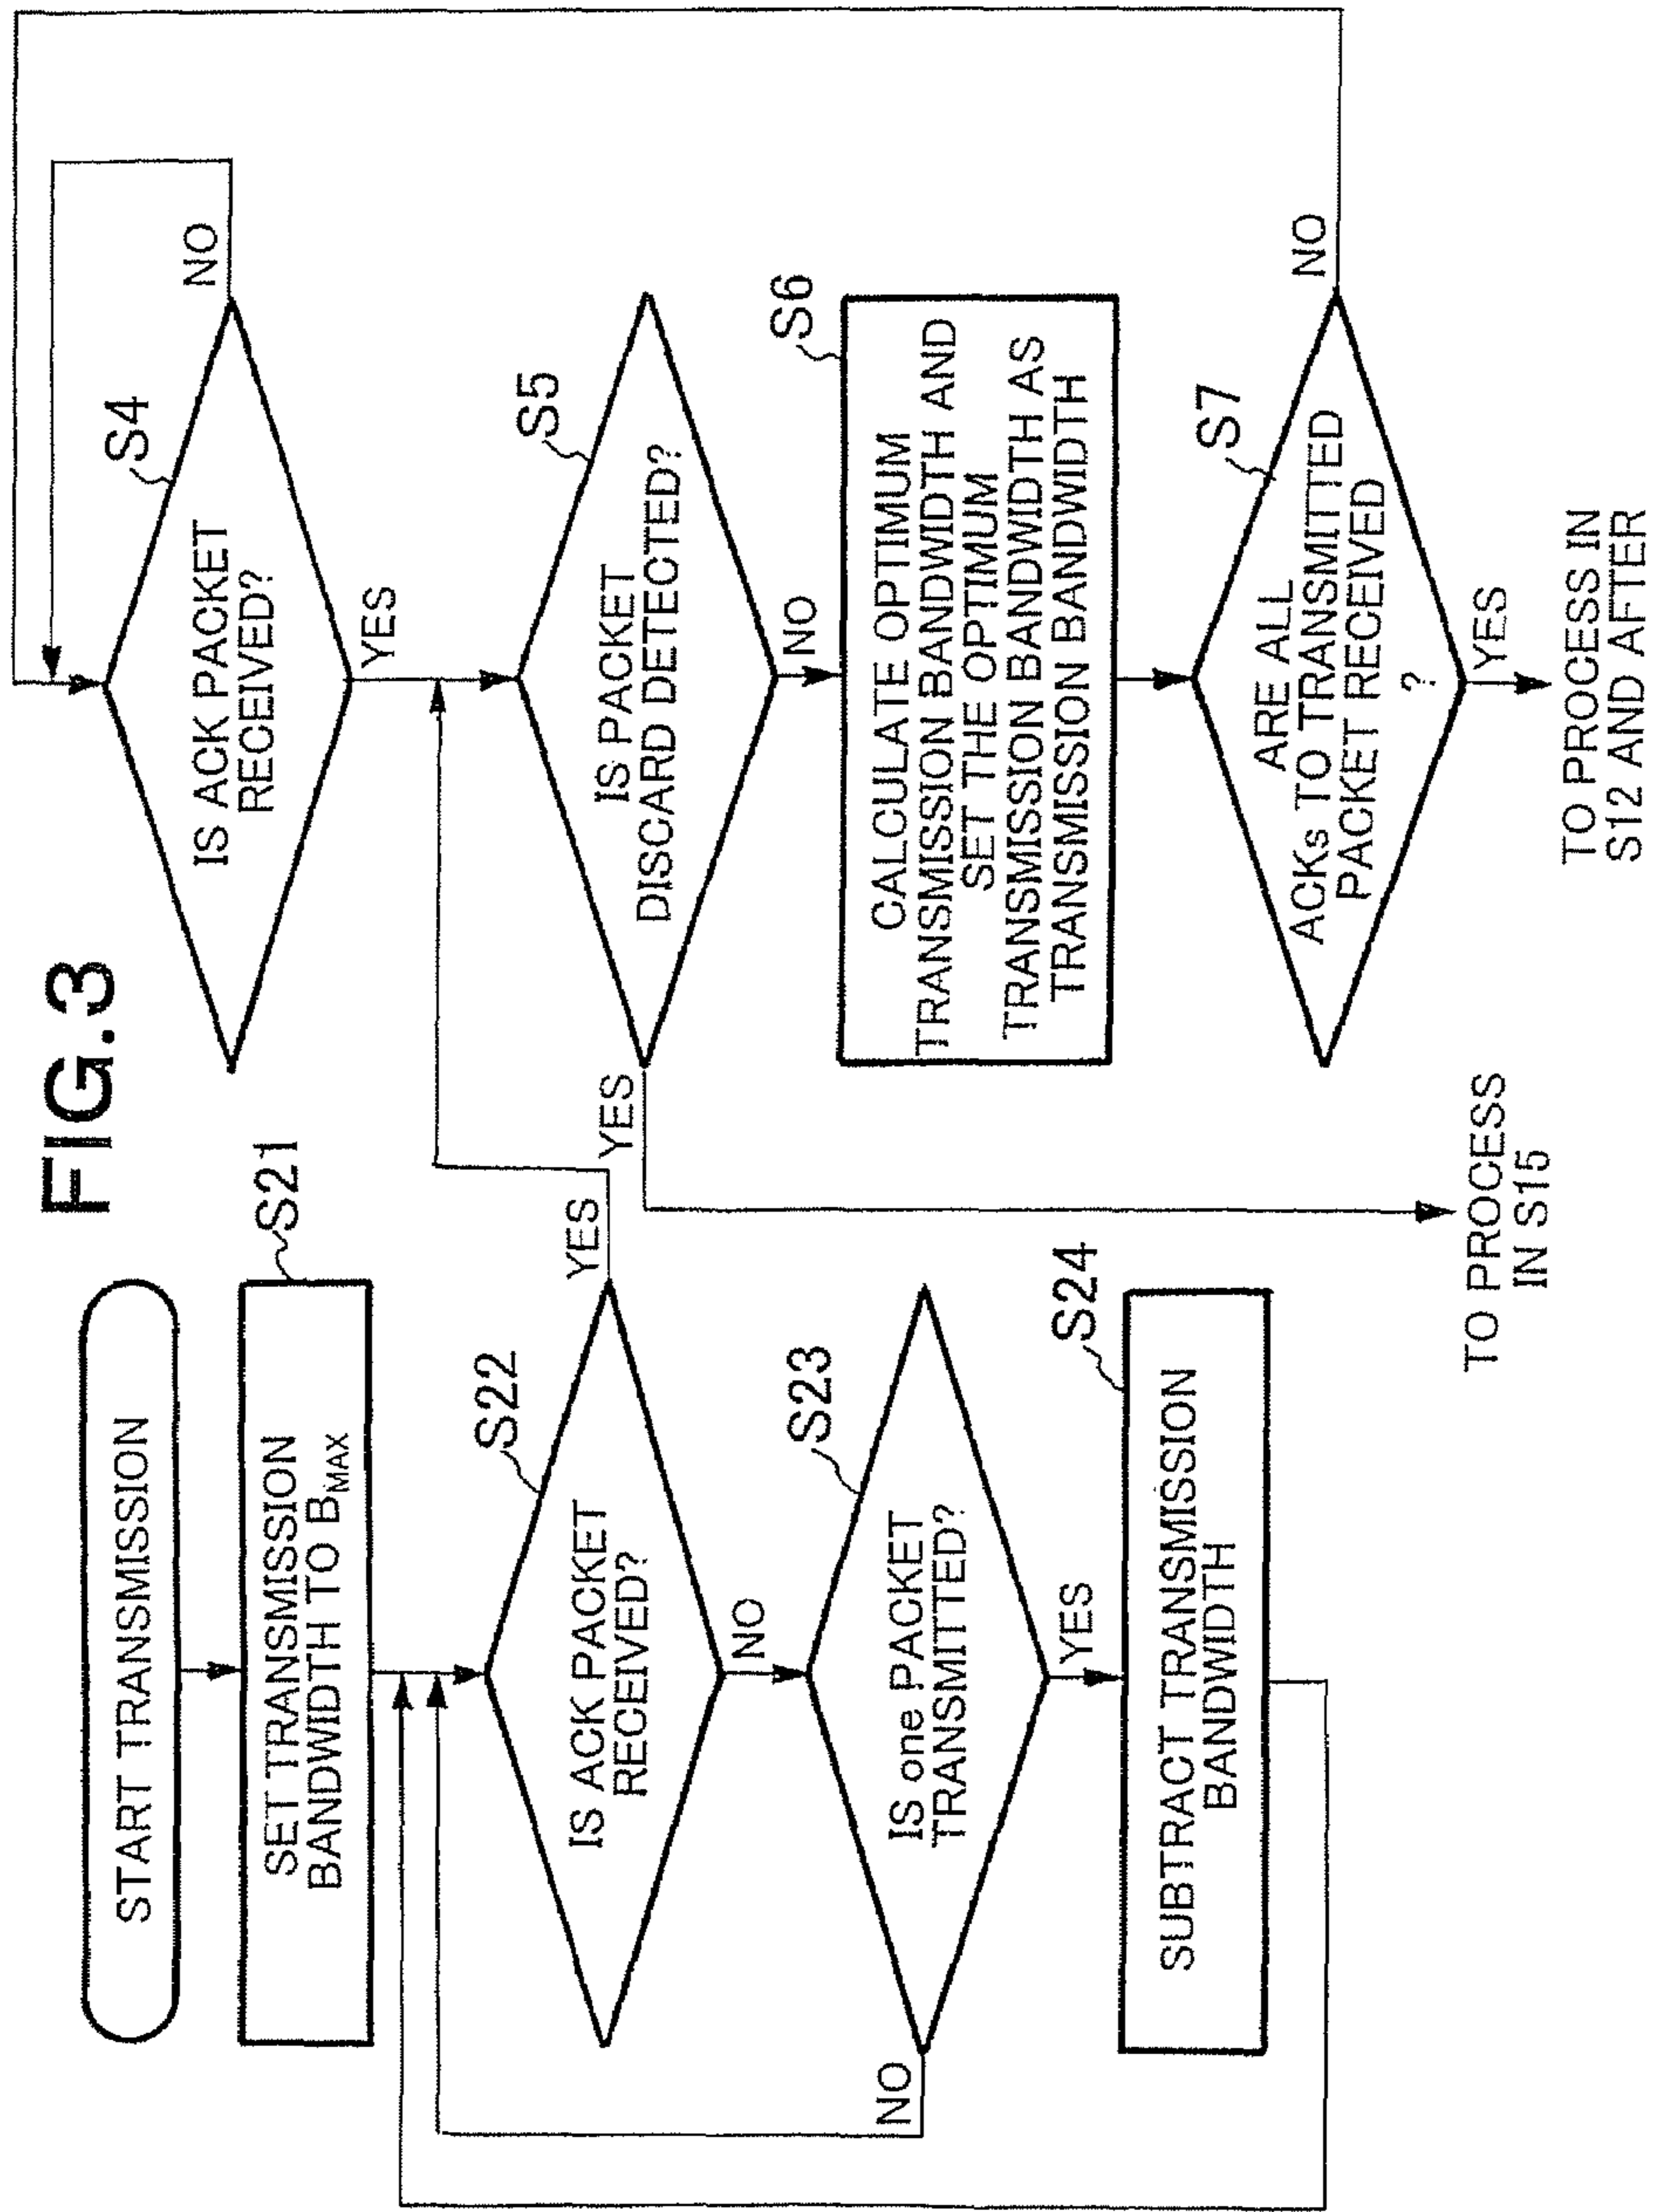 FIG.3
START TRANSMISSION
S21
SET TRANSMISSION
BANDWIDTH TO BMAX
S22
IS ACK PACKET
RECEIVED?
YES
NO
S23
IS one PACKET
TRANSMITTED?
NO
YES
S24
SUBTRACT TRANSMISSION
BANDWIDTH
S4
IS ACK PACKET
RECEIVED?
NO
YES
S5
IS PACKET
DISCARD DETECTED?
YES
NO
TO PROCESS
IN S15
S6
CALCULATE OPTIMUM
TRANSMISSION BANDWIDTH AND
SET THE OPTIMUM
TRANSMISSION BANDWIDTH AS
TRANSMISSION BANDWIDTH
S7
ARE ALL
ACKs TO TRANSMITTED
PACKET RECEIVED
?
NO
YES
TO PROCESS IN
S12 AND AFTER